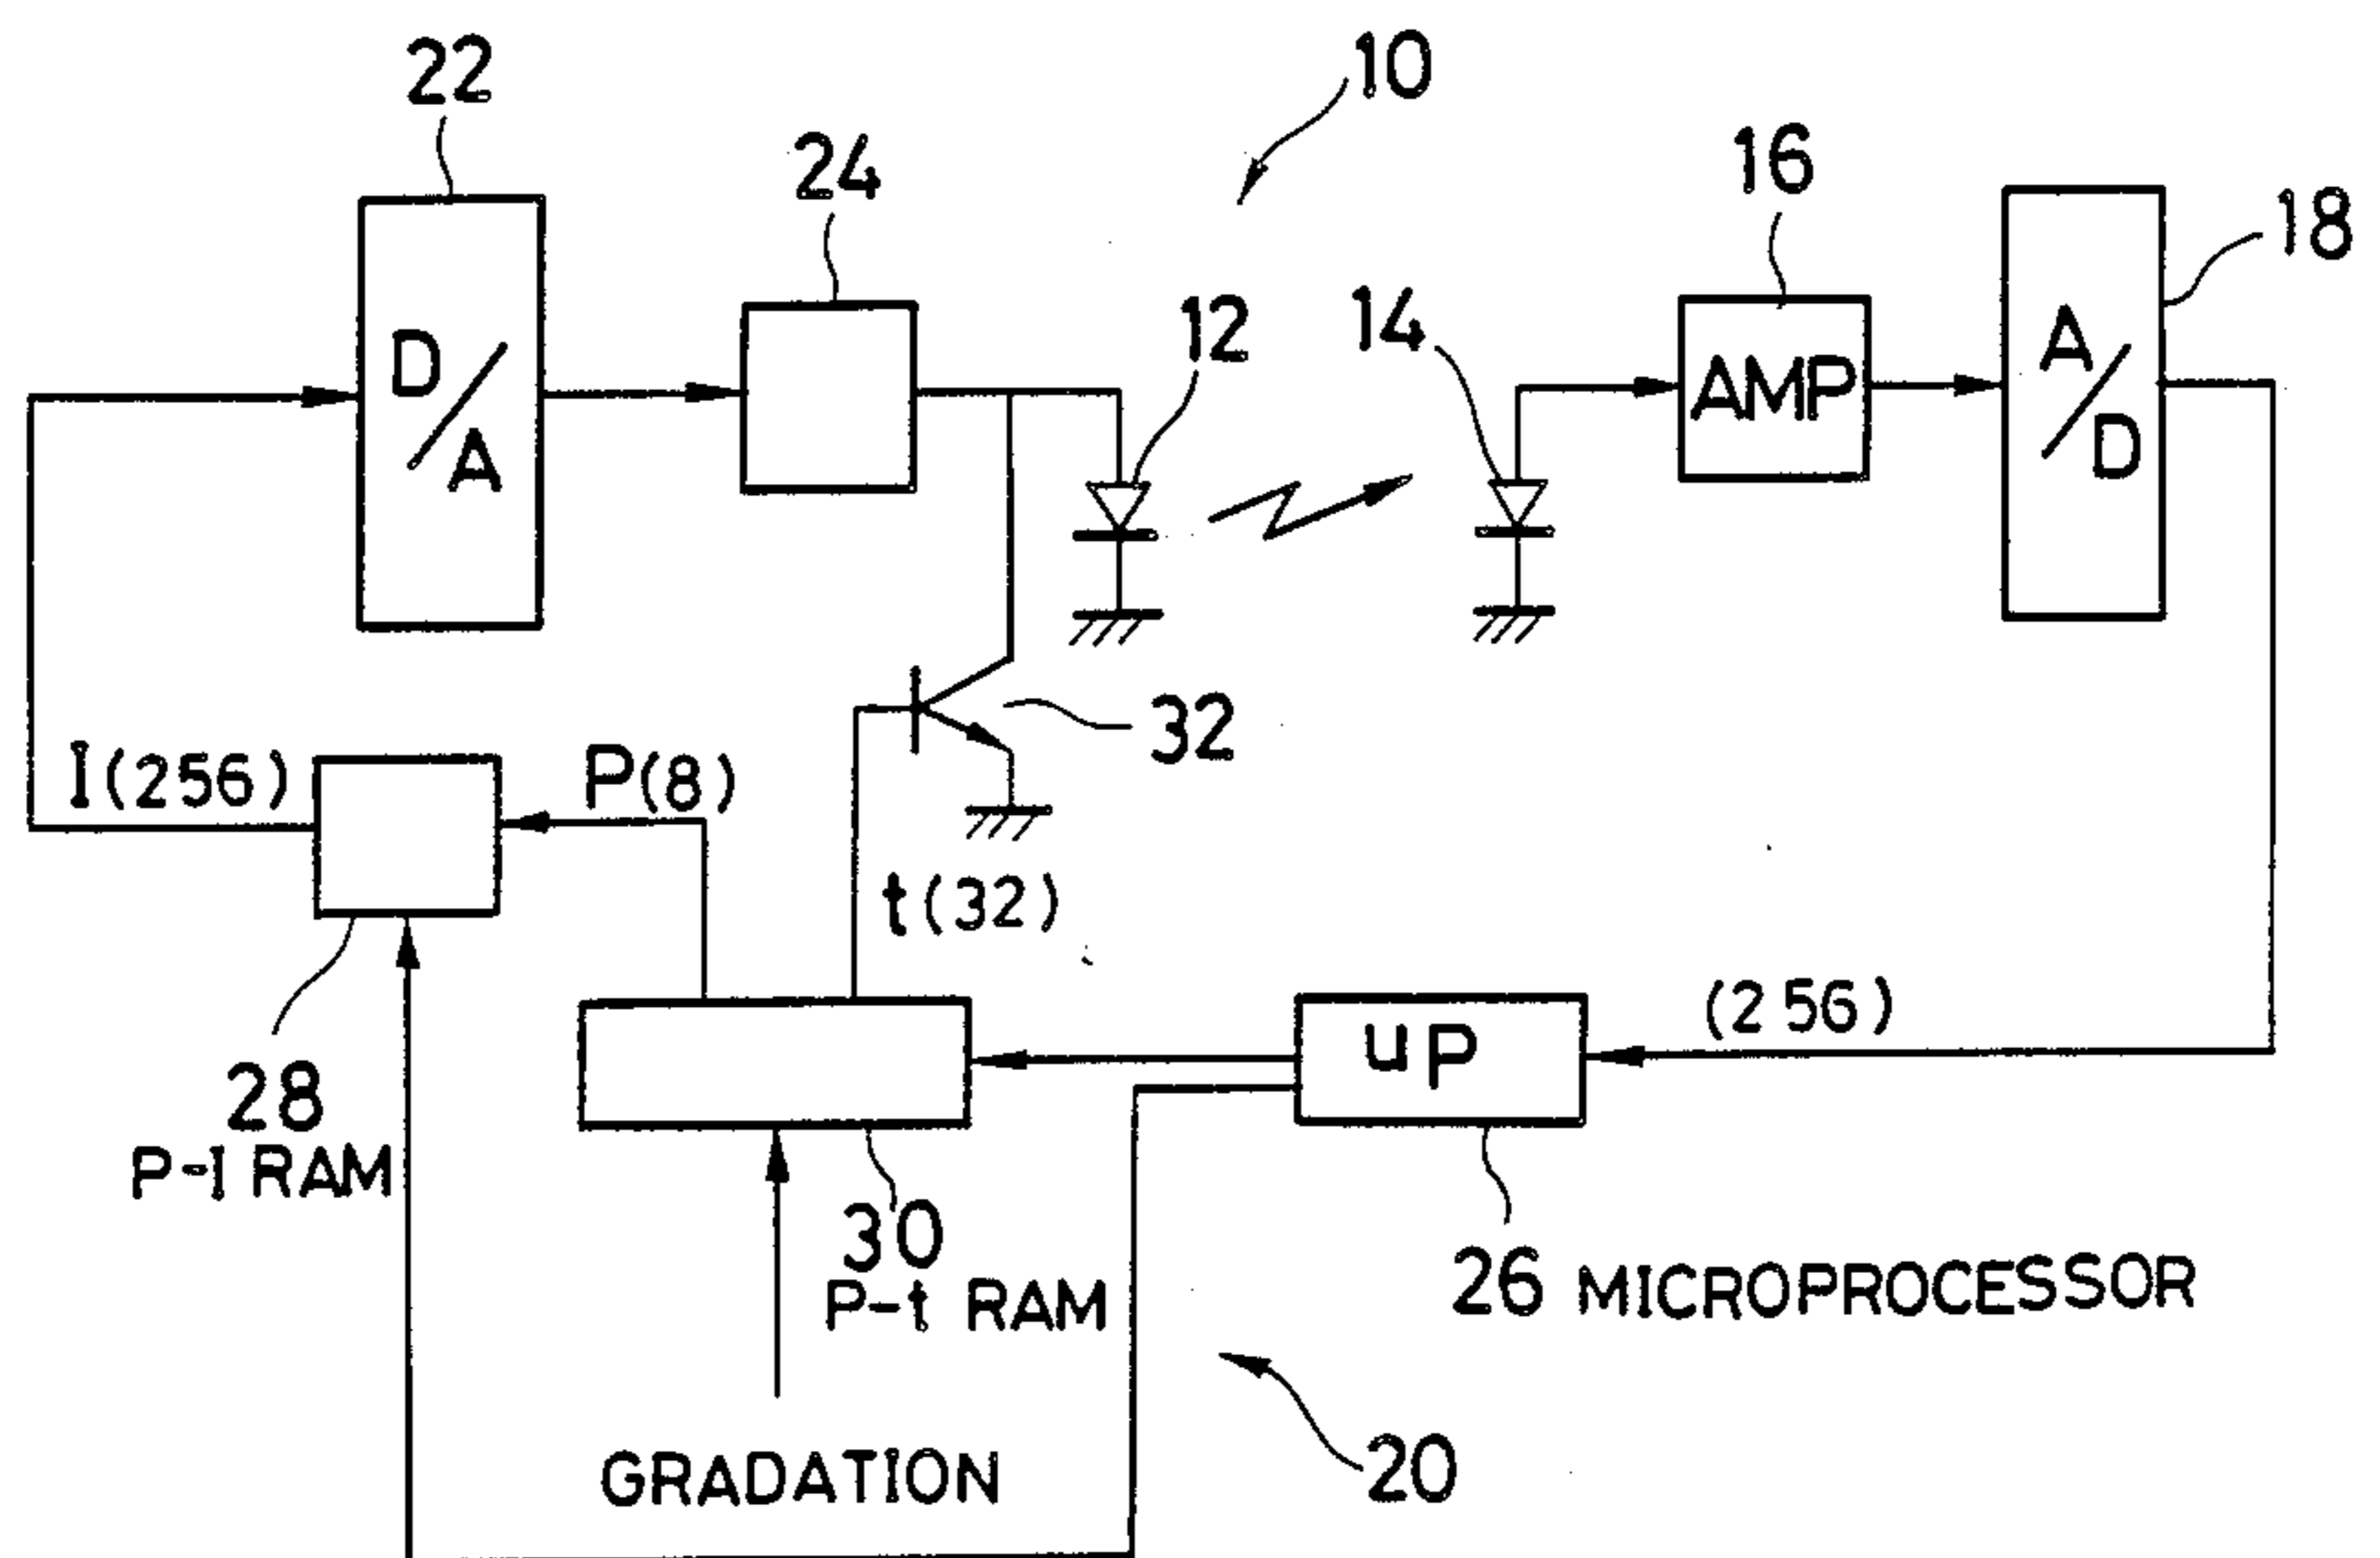 22
10
24
16
18
12
14
D/A
AMP
A/D
32
I(256)
P(8)
t(32)
(256)
uP
28
P-I RAM
30
P-t RAM
26 MICROPROCESSOR
20
GRADATION